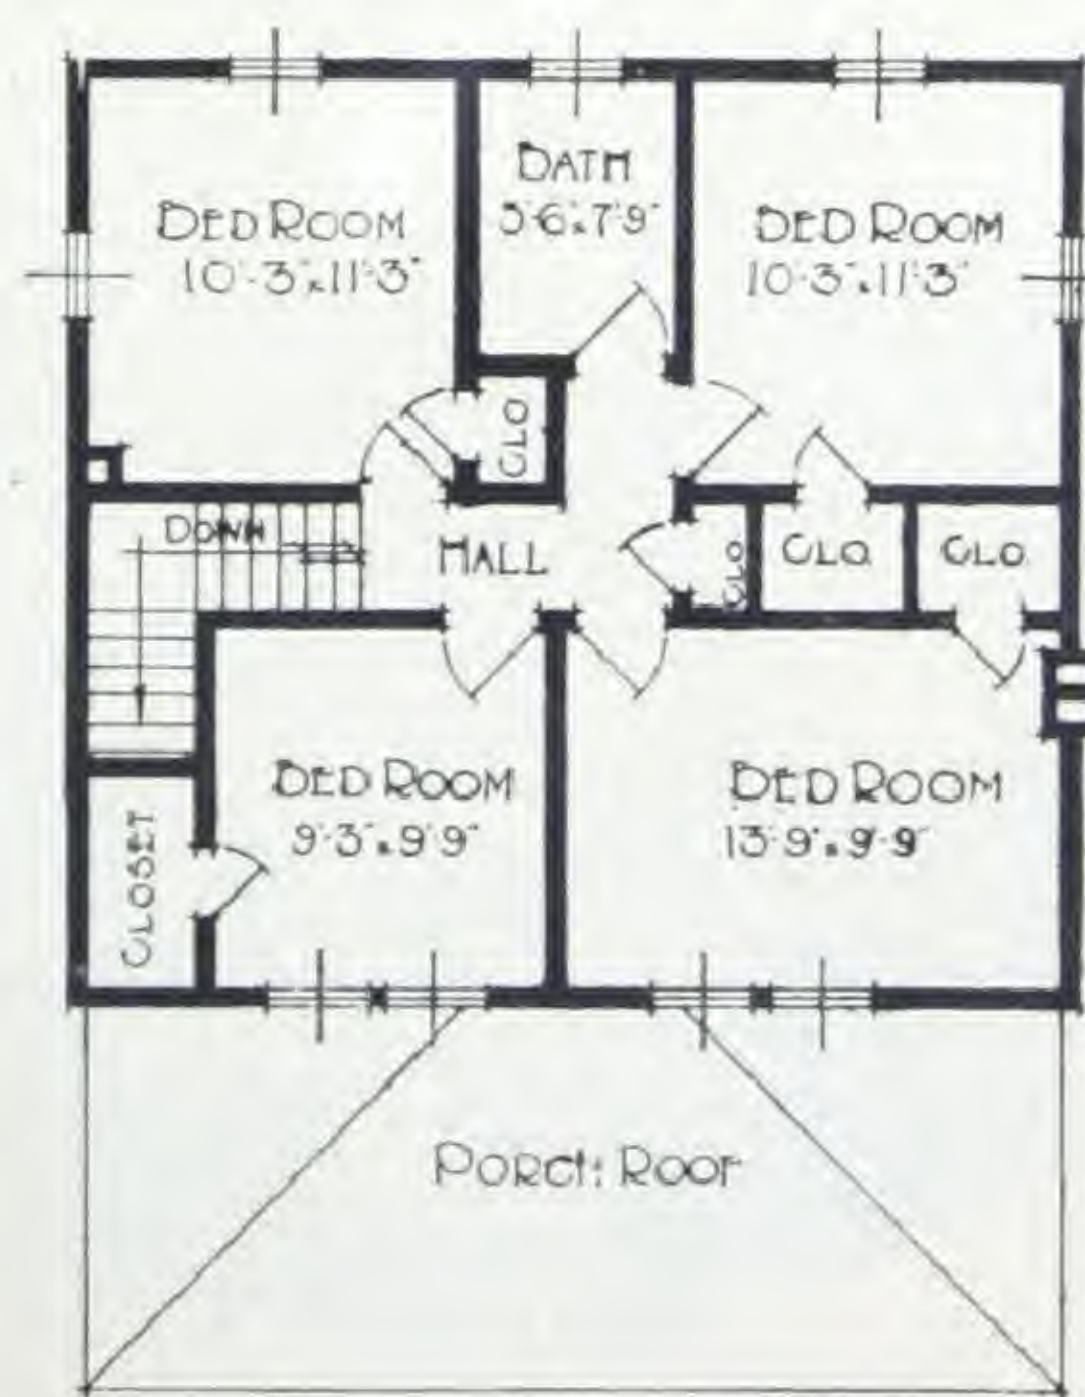 BATH
5'-6"x7'9"
BED ROOM
10'-3"x11'-3"
BED ROOM
10'-3"x11'-3"
CLO
DOWN
HALL
CLO
CLO.
CLO.
BED ROOM
9'-3"x9'9"
BED ROOM
13'-9"x9'-9"
CLOSET
PORCH ROOF